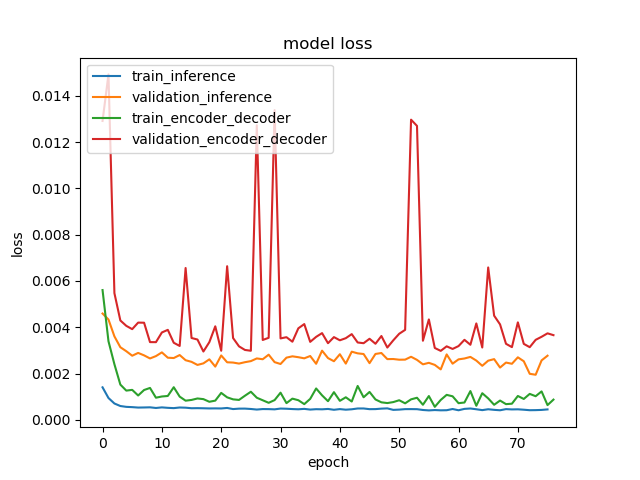 model loss
train_inference
validation_inference
train_encoder_decoder
validation_encoder_decoder
0.014
0.012
0.010
0.008
0.006
0.004
0.002
0.000
loss
0 10 20 30 40 50 60 70
epoch